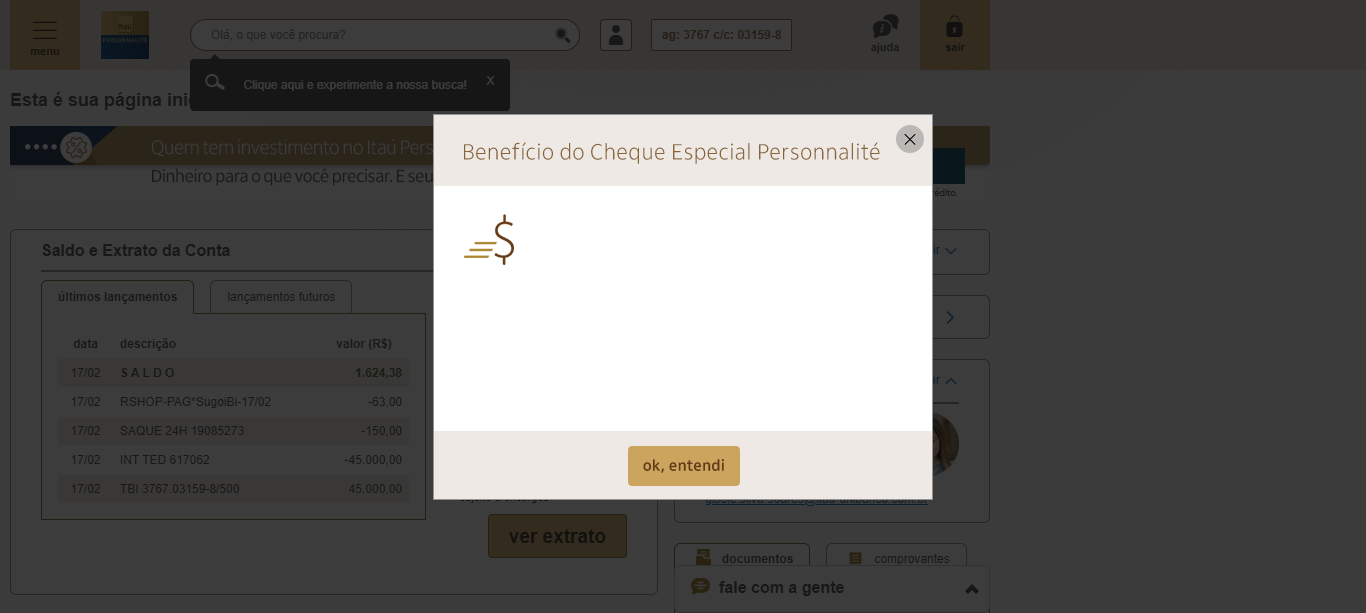 menu
Itaú
PERSONNALITÉ
Olá, o que você procura?
ag: 3767 c/c: 03159-8
ajuda
sair
Clique aqui e experimente a nossa busca! X
Esta é sua página
Quem tem investimento no Itaú Pers
Dinheiro para o que você precisar. E seu
Benefício do Cheque Especial Personnalité
$
ok, entendi
Saldo e Extrato da Conta
últimos lançamentos lançamentos futuros
data descrição valor (R$)
17/02 S A L D O 1.624,38
17/02 RSHOP-PAG*SugoiBi-17/02 -63,00
17/02 SAQUE 24H 19085273 -150,00
17/02 INT TED 617062 -45.000,00
17/02 TBI 3767.03159-8/500 45.000,00
ver extrato
documentos comprovantes
fale com a gente